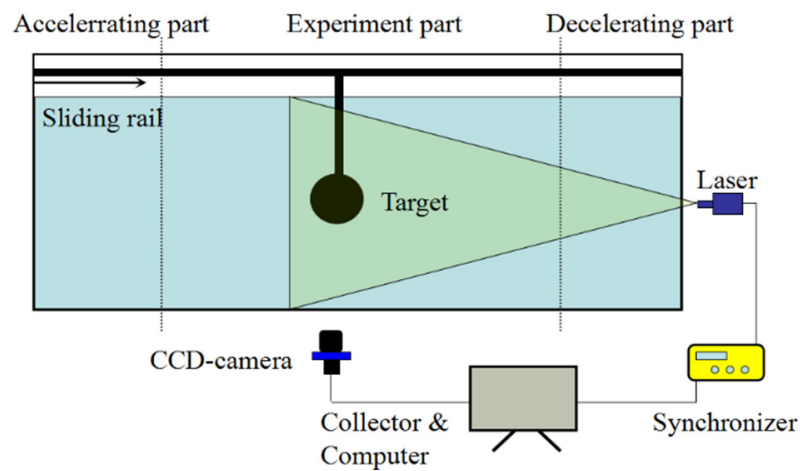 Accelerrating part
Experiment part
Decelerating part
Sliding rail
Target
Laser
CCD-camera
Collector &
Computer
Synchronizer